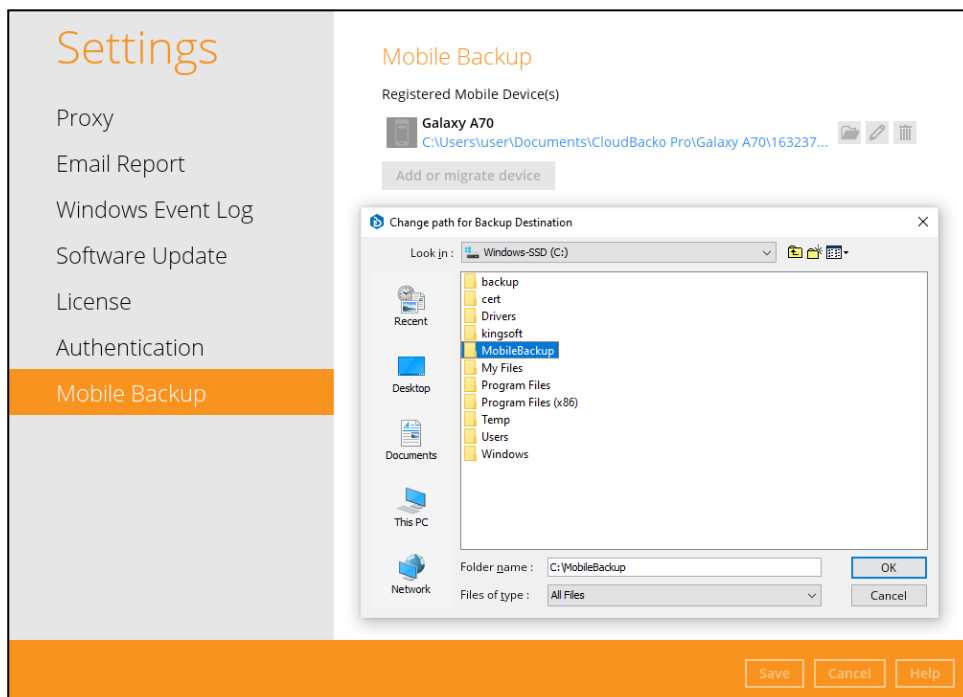 Settings
Proxy
Email Report
Windows Event Log
Software Update
License
Authentication
Mobile Backup
Mobile Backup
Registered Mobile Device(s)
Galaxy A70
C:\Users\user\Documents\CloudBacko Pro\Galaxy A70\163237...
Add or migrate device
Change path for Backup Destination
Look in :
Windows-SSD (C:)
Recent
Desktop
Documents
This PC
Network
backup
cert
Drivers
kingsoft
MobileBackup
My Files
Program Files
Program Files (x86)
Temp
Users
Windows
Folder name :
C:\MobileBackup
OK
Files of type :
All Files
Cancel
Save
Cancel
Help